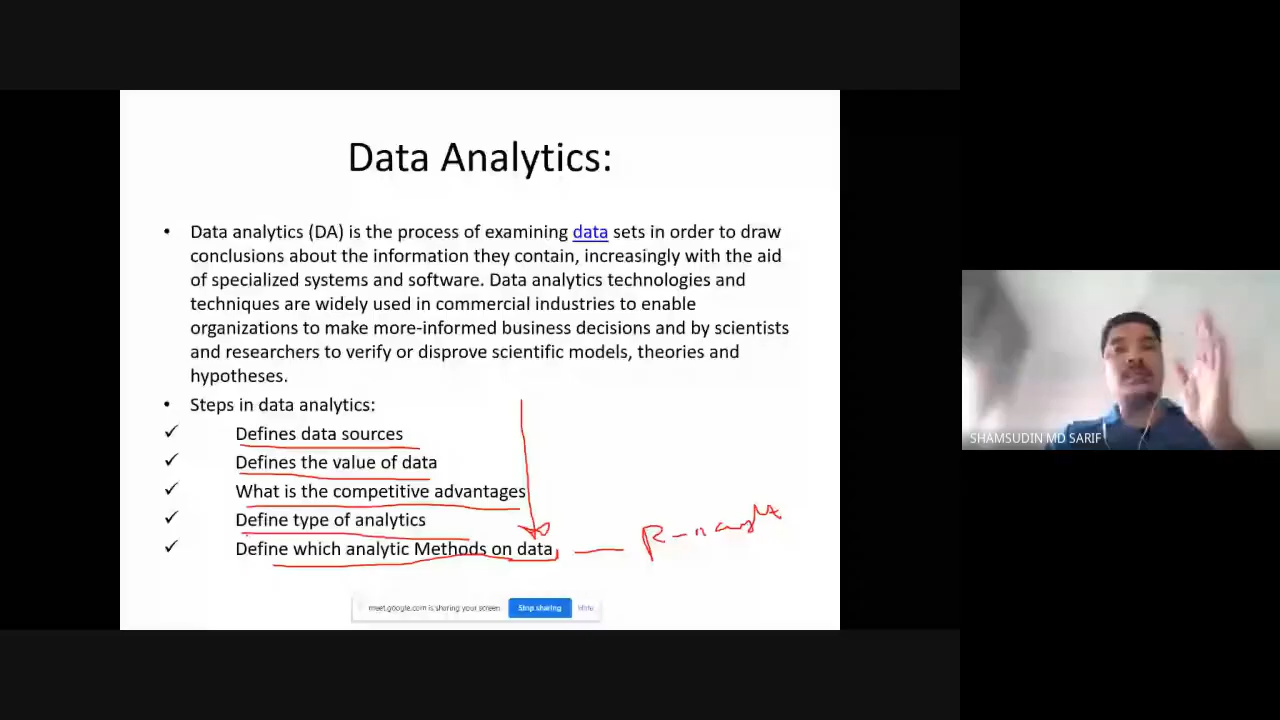 Data Analytics:
• Data analytics (DA) is the process of examining data sets in order to draw
conclusions about the information they contain, increasingly with the aid
of specialized systems and software. Data analytics technologies and
techniques are widely used in commercial industries to enable
organizations to make more-informed business decisions and by scientists
and researchers to verify or disprove scientific models, theories and
hypotheses.
• Steps in data analytics:
✓ Defines data sources
✓ Defines the value of data
✓ What is the competitive advantages
✓ Define type of analytics
✓ Define which analytic Methods on data
meet.google.com is sharing your screen Stop sharing Hide
SHAMSUDIN MD SARIF